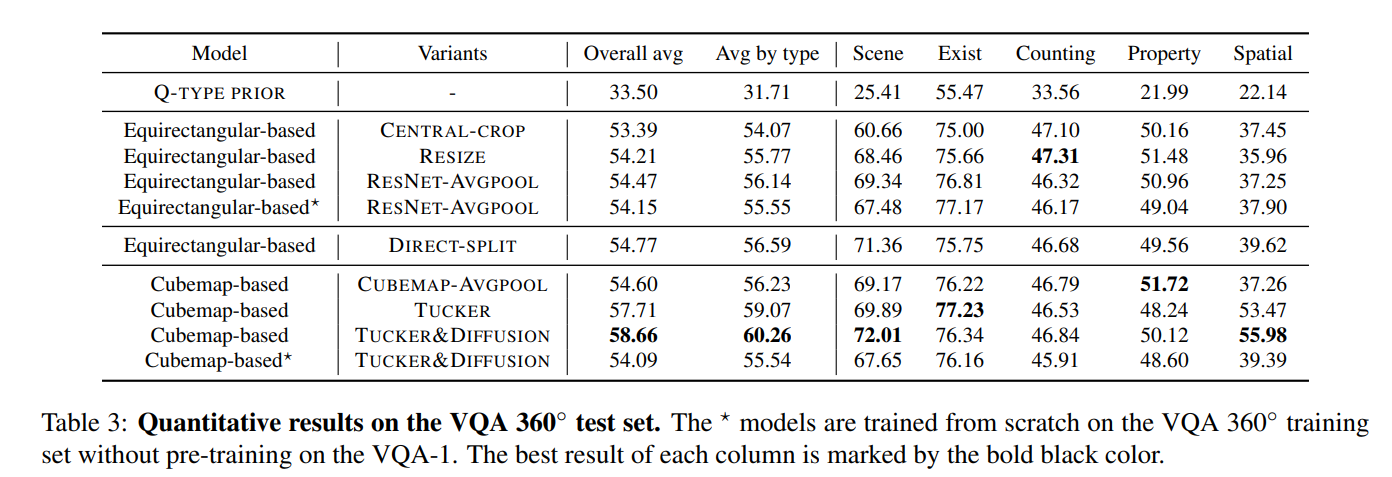 Model Variants Overall avg Avg by type Scene Exist Counting Property Spatial
Q-TYPE PRIOR - 33.50 31.71 25.41 55.47 33.56 21.99 22.14
Equirectangular-based CENTRAL-CROP 53.39 54.07 60.66 75.00 47.10 50.16 37.45
Equirectangular-based RESIZE 54.21 55.77 68.46 75.66 47.31 51.48 35.96
Equirectangular-based RESNET-AVGPOOL 54.47 56.14 69.34 76.81 46.32 50.96 37.25
Equirectangular-based⋆ RESNET-AVGPOOL 54.15 55.55 67.48 77.17 46.17 49.04 37.90
Equirectangular-based DIRECT-SPLIT 54.77 56.59 71.36 75.75 46.68 49.56 39.62
Cubemap-based CUBEMAP-AVGPOOL 54.60 56.23 69.17 76.22 46.79 51.72 37.26
Cubemap-based TUCKER 57.71 59.07 69.89 77.23 46.53 48.24 53.47
Cubemap-based TUCKER&DIFFUSION 58.66 60.26 72.01 76.34 46.84 50.12 55.98
Cubemap-based⋆ TUCKER&DIFFUSION 54.09 55.54 67.65 76.16 45.91 48.60 39.39
Table 3: Quantitative results on the VQA 360° test set. The ⋆ models are trained from scratch on the VQA 360° training
set without pre-training on the VQA-1. The best result of each column is marked by the bold black color.